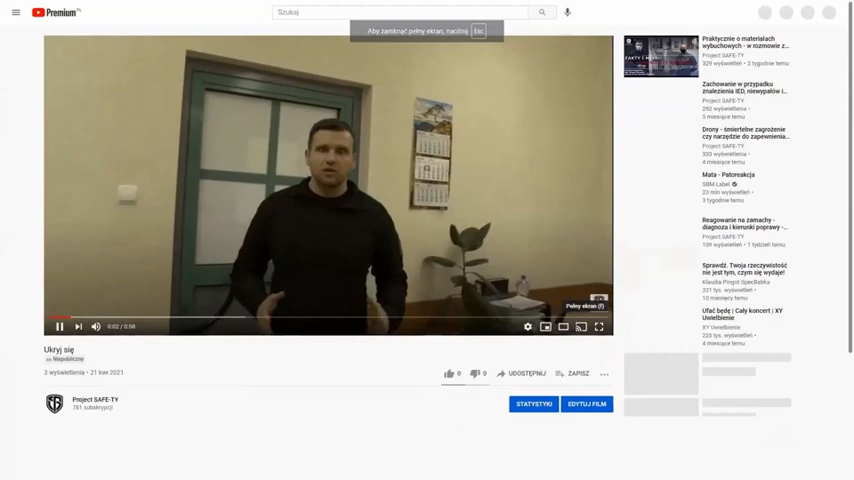 Premium PL
Szukaj
Aby zamknąć pełny ekran, naciśnij Esc
Pełny ekran (f)
0:02 / 0:58
Ukryj się
Niepubliczny
3 wyświetlenia • 21 kwi 2021
0
0
UDOSTĘPNIJ
ZAPISZ
Project SAFE-TY
781 subskrypcji
STATYSTYKI
EDYTUJ FILM
FAKTY I M
Praktycznie o materiałach
wybuchowych - w rozmowie z...
Project SAFE-TY
329 wyświetleń • 2 tygodnie temu
Zachowanie w przypadku
znalezienia IED, niewypałów i...
Project SAFE-TY
292 wyświetlenia •
3 miesiące temu
Drony - śmiertelne zagrożenie
czy narzędzie do zapewnienia...
Project SAFE-TY
333 wyświetlenia •
4 miesiące temu
Mata - Patoreakcja
SBM Label
23 mln wyświetleń •
3 tygodnie temu
Reagowanie na zamachy -
diagnoza i kierunki poprawy -...
Project SAFE-TY
109 wyświetleń • 1 tydzień temu
Sprawdź. Twoja rzeczywistość
nie jest tym, czym się wydaje!
Klaudia Pingot SpecBabka
321 tys. wyświetleń •
10 miesięcy temu
Ufać będę | Cały koncert | XY
Uwielbienie
XY Uwielbienie
225 tys. wyświetleń •
4 miesiące temu